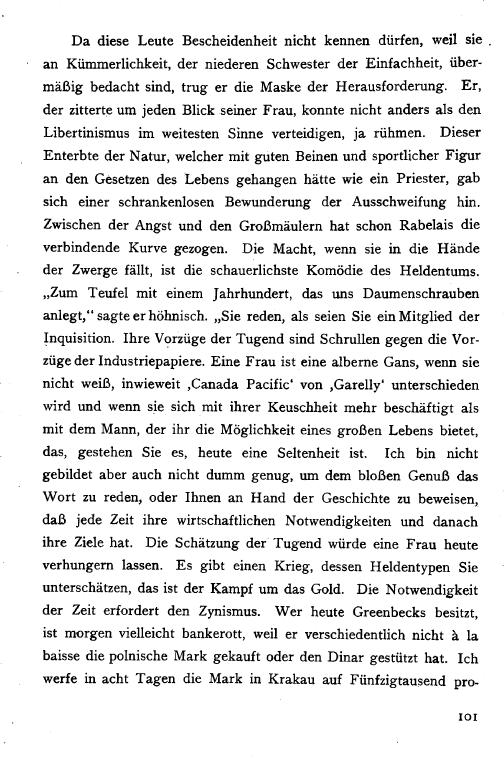 Da diese Leute Bescheidenheit nicht kennen dürfen, weil sie
an Kümmerlichkeit, der niederen Schwester der Einfachheit, über-
mäßig bedacht sind, trug er die Maske der Herausforderung. Er,
der zitterte um jeden Blick seiner Frau, konnte nicht anders als den
Libertinismus im weitesten Sinne verteidigen, ja rühmen. Dieser
Enterbte der Natur, welcher mit guten Beinen und sportlicher Figur
an den Gesetzen des Lebens gehangen hätte wie ein Priester, gab
sich einer schrankenlosen Bewunderung der Ausschweifung hin.
Zwischen der Angst und den Großmäulern hat schon Rabelais die
verbindende Kurve gezogen. Die Macht, wenn sie in die Hände
der Zwerge fällt, ist die schauerlichste Komödie des Heldentums.
„Zum Teufel mit einem Jahrhundert, das uns Daumenschrauben
anlegt,“ sagte er höhnisch. „Sie reden, als seien Sie ein Mitglied der
Inquisition. Ihre Vorzüge der Tugend sind Schrullen gegen die Vor-
züge der Industriepapiere. Eine Frau ist eine alberne Gans, wenn sie
nicht weiß, inwieweit ‚Canada Pacific‘ von ‚Garelly‘ unterschieden
wird und wenn sie sich mit ihrer Keuschheit mehr beschäftigt als
mit dem Mann, der ihr die Möglichkeit eines großen Lebens bietet,
das, gestehen Sie es, heute eine Seltenheit ist. Ich bin nicht
gebildet aber auch nicht dumm genug, um dem bloßen Genuß das
Wort zu reden, oder Ihnen an Hand der Geschichte zu beweisen,
daß jede Zeit ihre wirtschaftlichen Notwendigkeiten und danach
ihre Ziele hat. Die Schätzung der Tugend würde eine Frau heute
verhungern lassen. Es gibt einen Krieg, dessen Heldentypen Sie
unterschätzen, das ist der Kampf um das Gold. Die Notwendigkeit
der Zeit erfordert den Zynismus. Wer heute Greenbecks besitzt,
ist morgen vielleicht bankerott, weil er verschiedentlich nicht à la
baisse die polnische Mark gekauft oder den Dinar gestützt hat. Ich
werfe in acht Tagen die Mark in Krakau auf Fünfzigtausend pro-
101